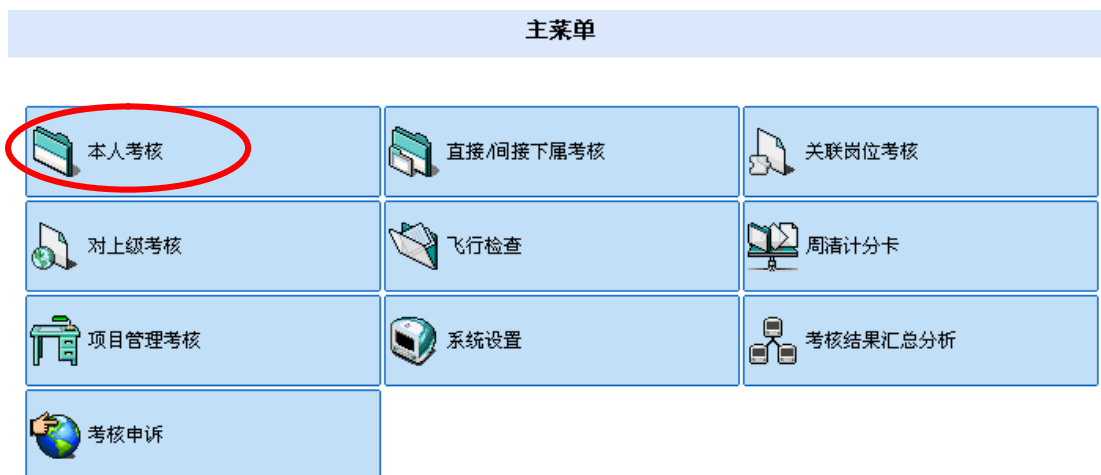 主菜单
本人考核
直接/间接下属考核
关联岗位考核
对上级考核
飞行检查
周清计分卡
项目管理考核
系统设置
考核结果汇总分析
考核申诉